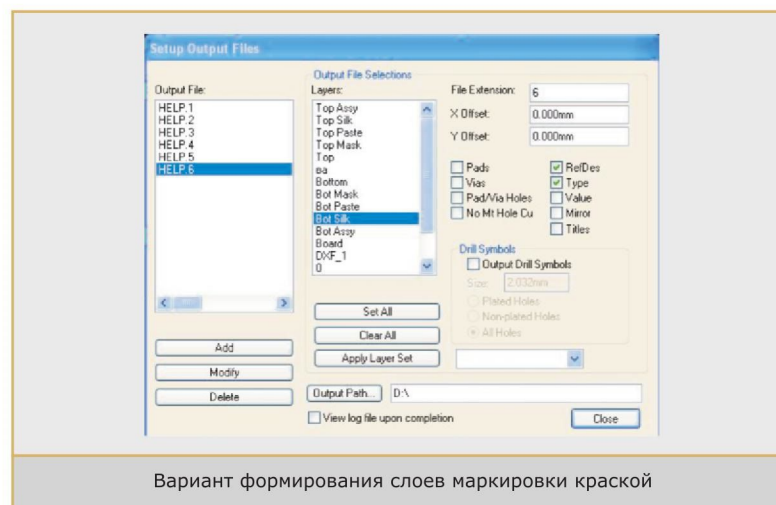 Setup Output Files
Output File:
HELP.1
HELP.2
HELP.3
HELP.4
HELP.5
HELP.6
Add
Modify
Delete
Output File Selections
Layers:
Top Assy
Top Silk
Top Paste
Top Mask
Top
ва
Bottom
Bot Mask
Bot Paste
Bot Silk
Bot Assy
Board
DXF_1
0
Set All
Clear All
Apply Layer Set
File Extension: 6
X Offset: 0.000mm
Y Offset: 0.000mm
Pads
Vias
Pad/Via Holes
No Mt Hole Cu
RefDes
Type
Value
Mirror
Titles
Drill Symbols
Output Drill Symbols
Size: 2.032mm
Plated Holes
Non-plated Holes
All Holes
Output Path... D:\
View log file upon completion
Close
Вариант формирования слоев маркировки краской